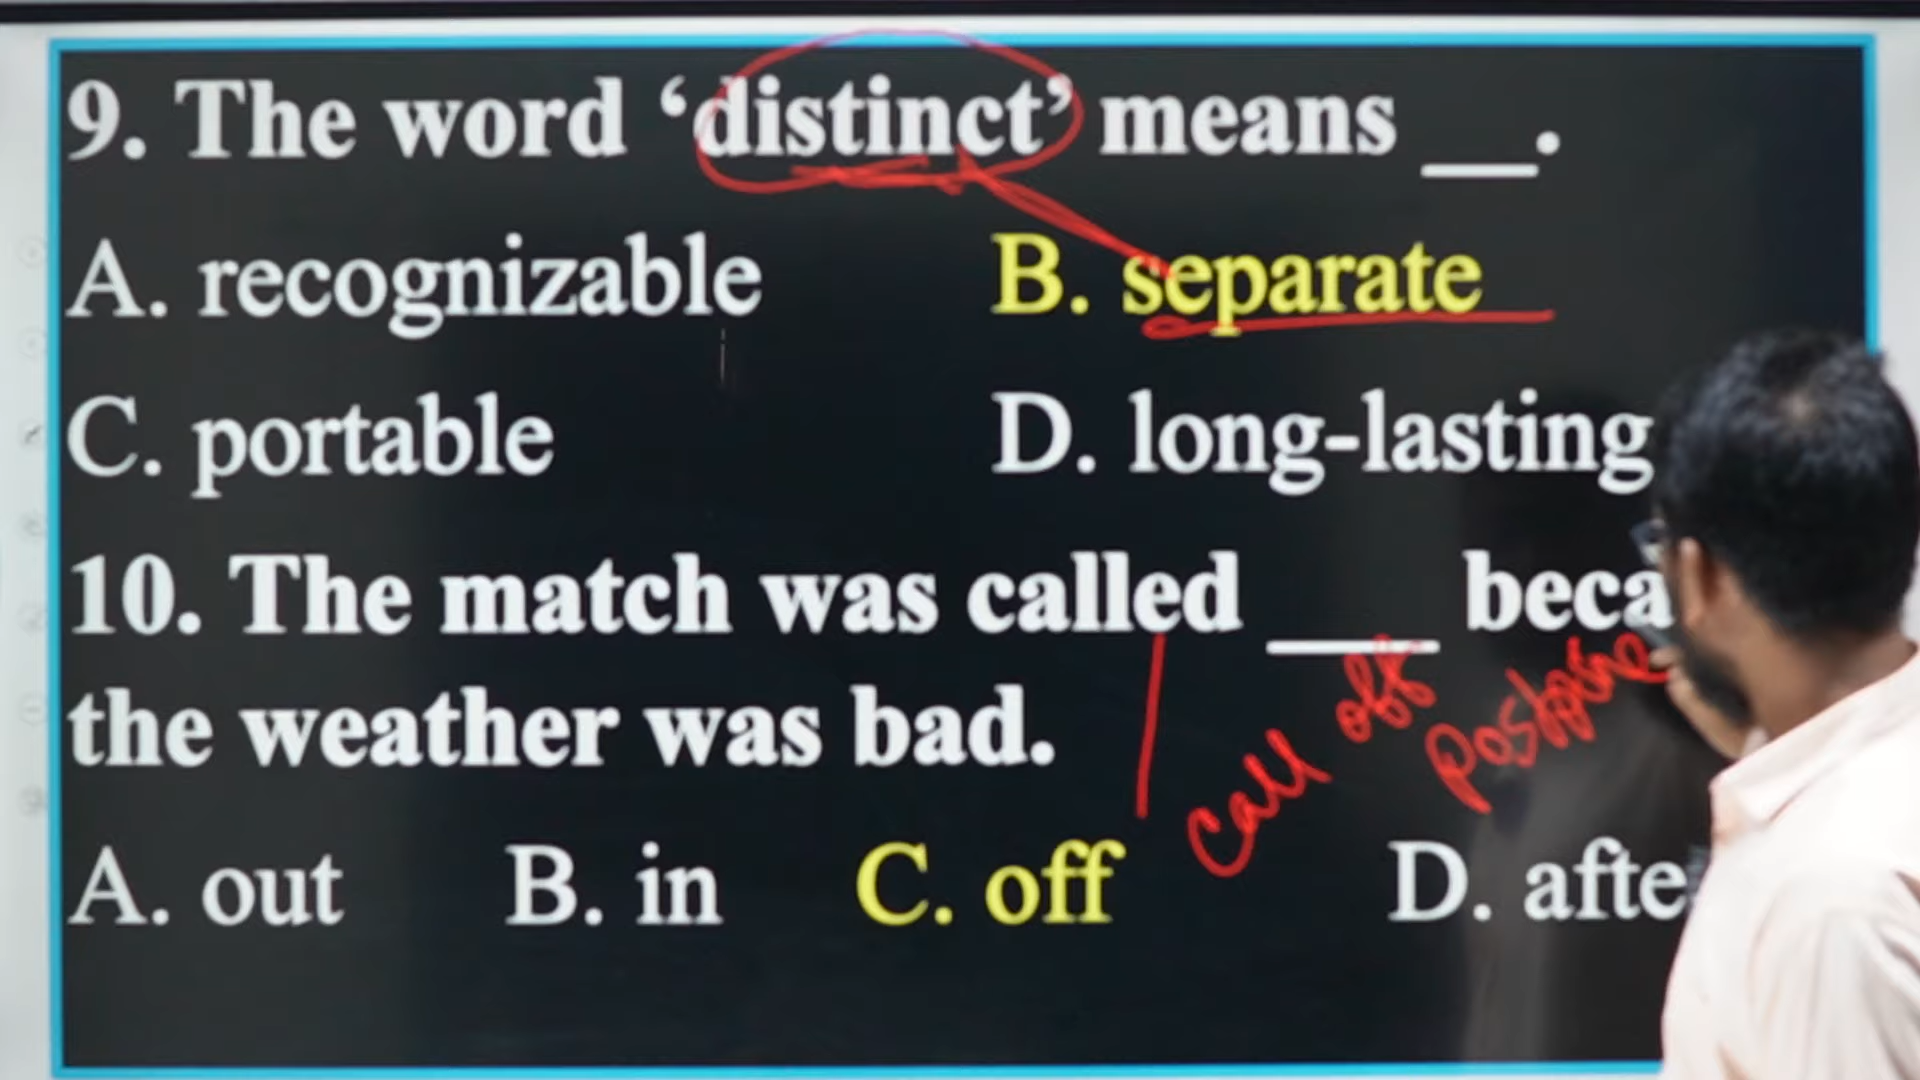 9. The word ‘distinct’ means ___.
A. recognizable B. separate
C. portable D. long-lasting
10. The match was called ___ beca
the weather was bad.
call off postpone
A. out B. in C. off D. afte